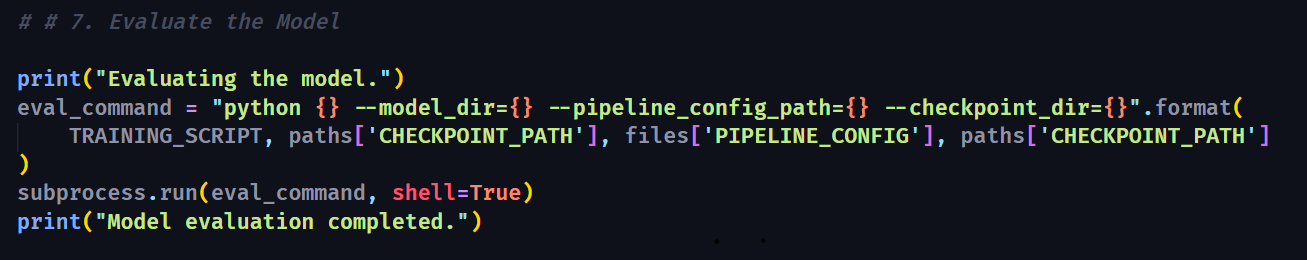 # # 7. Evaluate the Model
print("Evaluating the model.")
eval_command = "python {} --model_dir={} --pipeline_config_path={} --checkpoint_dir={}".format(
    TRAINING_SCRIPT, paths['CHECKPOINT_PATH'], files['PIPELINE_CONFIG'], paths['CHECKPOINT_PATH']
)
subprocess.run(eval_command, shell=True)
print("Model evaluation completed.")